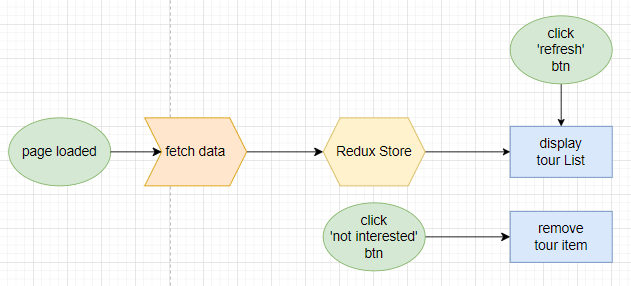 click
'refresh'
btn
page loaded
fetch data
Redux Store
display
tour List
click
'not interested'
btn
remove
tour item